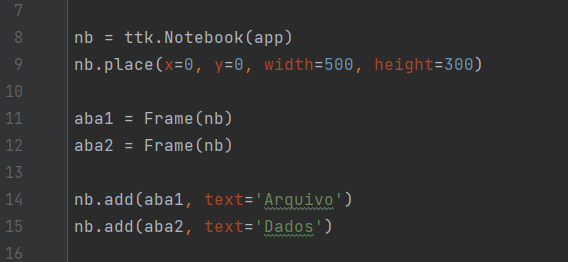 7
8 nb = ttk.Notebook(app)
9 nb.place(x=0, y=0, width=500, height=300)
10
11 aba1 = Frame(nb)
12 aba2 = Frame(nb)
13
14 nb.add(aba1, text='Arquivo')
15 nb.add(aba2, text='Dados')
16